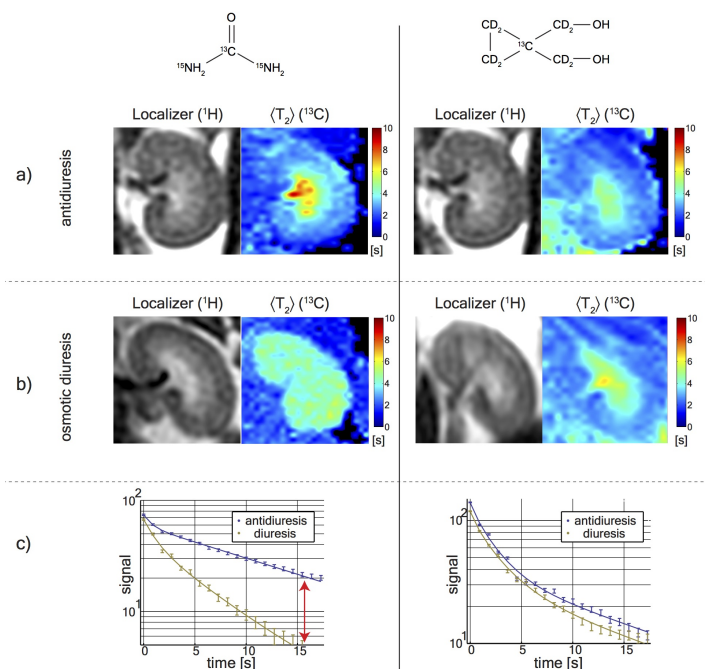 O
13C
15NH2 15NH2
CD2 CD2—OH
13C
CD2 CD2—OH
Localizer (1H) ⟨T2⟩ (13C) Localizer (1H) ⟨T2⟩ (13C)
a)
antidiuresis
10
8
6
4
2
0
[s]
10
8
6
4
2
0
[s]
Localizer (1H) ⟨T2⟩ (13C) Localizer (1H) ⟨T2⟩ (13C)
b)
osmotic diuresis
10
8
6
4
2
0
[s]
10
8
6
4
2
0
[s]
c)
signal
10^2
10^1
antidiuresis
diuresis
0 5 10 15
time [s]
signal
10^2
10^1
antidiuresis
diuresis
0 5 10 15
time [s]